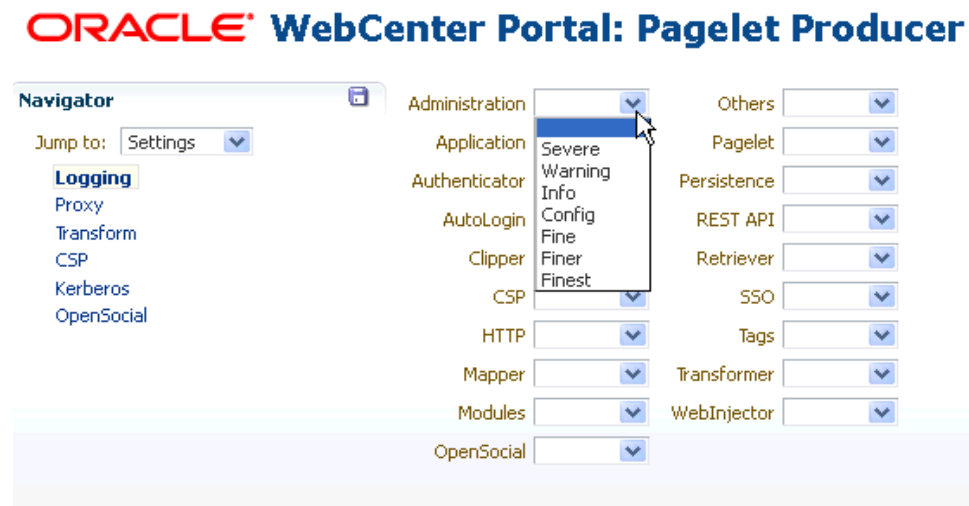 ORACLE WebCenter Portal: Pagelet Producer
Navigator
Jump to: Settings
Logging
Proxy
Transform
CSP
Kerberos
OpenSocial
Administration
Severe
Warning
Info
Config
Fine
Finer
Finest
Application
Authenticator
AutoLogin
Clipper
CSP
HTTP
Mapper
Modules
OpenSocial
Others
Pagelet
Persistence
REST API
Retriever
SSO
Tags
Transformer
WebInjector